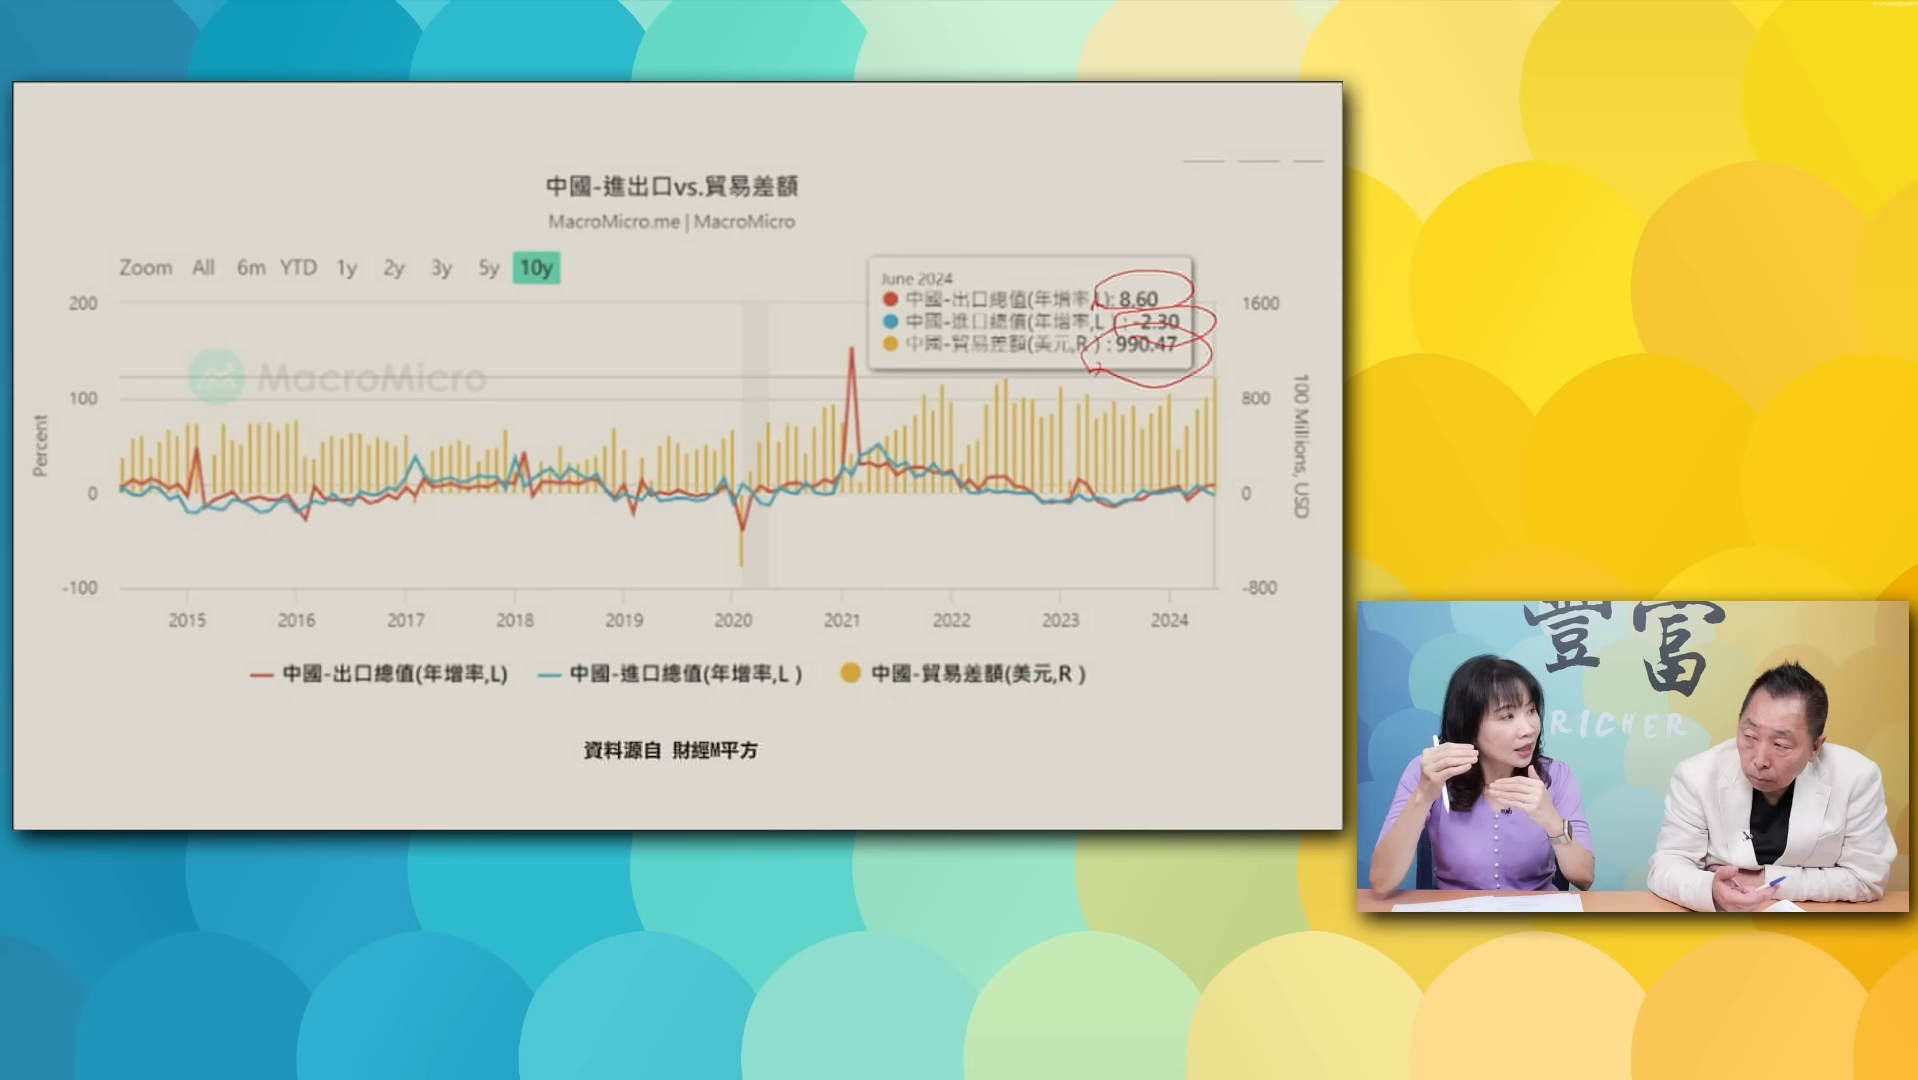 中國-進出口vs.貿易差額
MacroMicro.me | MacroMicro
Zoom All 6m YTD 1y 2y 3y 5y 10y
June 2024
中國-出口總值(年增率,L): 8.60
中國-進口總值(年增率,L ) : -2.30
中國-貿易差額(美元,R ) : 990.47
MacroMicro
200
100
0
-100
Percent
1600
800
0
-800
100 Millions, USD
2015 2016 2017 2018 2019 2020 2021 2022 2023 2024
中國-出口總值(年增率,L) 中國-進口總值(年增率,L ) 中國-貿易差額(美元,R )
資料源自 財經M平方
豐富
RICHER